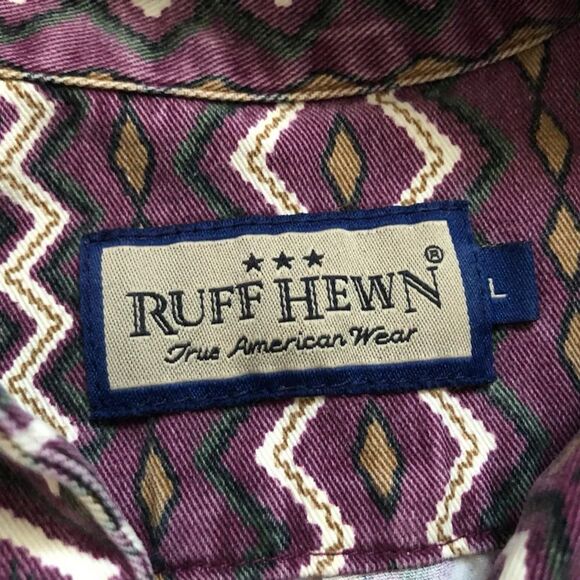 ★★★
RUFF HEWN®
True American Wear
L